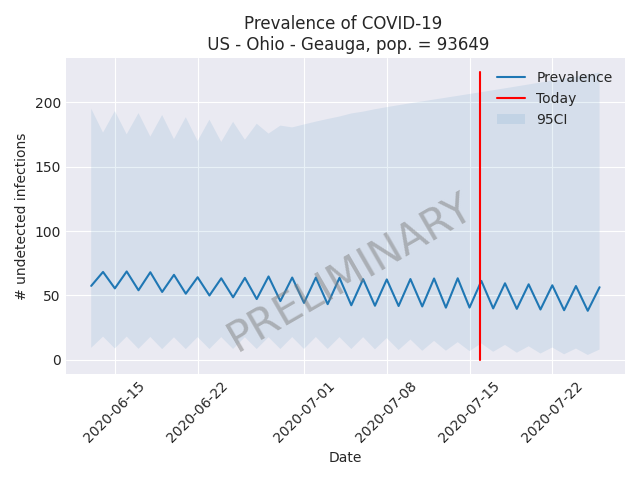 Prevalence of COVID-19
US - Ohio - Geauga, pop. = 93649
Prevalence
Today
95CI
200
150
100
50
0
# undetected infections
PRELIMINARY
2020-06-15
2020-06-22
2020-07-01
2020-07-08
2020-07-15
2020-07-22
Date